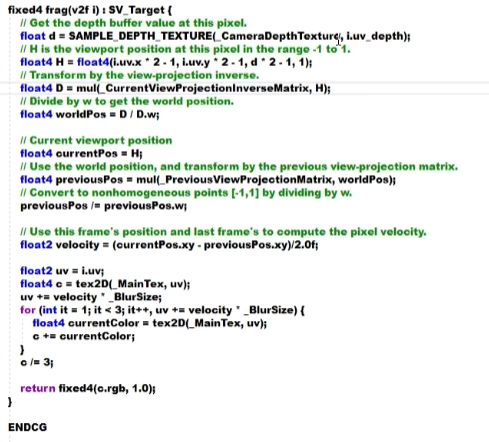 fixed4 frag(v2f i) : SV_Target {
// Get the depth buffer value at this pixel.
float d = SAMPLE_DEPTH_TEXTURE(_CameraDepthTexture, i.uv_depth);
// H is the viewport position at this pixel in the range -1 to 1.
float4 H = float4(i.uv.x * 2 - 1, i.uv.y * 2 - 1, d * 2 - 1, 1);
// Transform by the view-projection inverse.
float4 D = mul(_CurrentViewProjectionInverseMatrix, H);
// Divide by w to get the world position.
float4 worldPos = D / D.w;
// Current viewport position
float4 currentPos = H;
// Use the world position, and transform by the previous view-projection matrix.
float4 previousPos = mul(_PreviousViewProjectionMatrix, worldPos);
// Convert to nonhomogeneous points [-1,1] by dividing by w.
previousPos /= previousPos.w;
// Use this frame's position and last frame's to compute the pixel velocity.
float2 velocity = (currentPos.xy - previousPos.xy)/2.0f;
float2 uv = i.uv;
float4 c = tex2D(_MainTex, uv);
uv += velocity * _BlurSize;
for (int it = 1; it < 3; it++, uv += velocity * _BlurSize) {
float4 currentColor = tex2D(_MainTex, uv);
c += currentColor;
}
c /= 3;
return fixed4(c.rgb, 1.0);
}
ENDCG